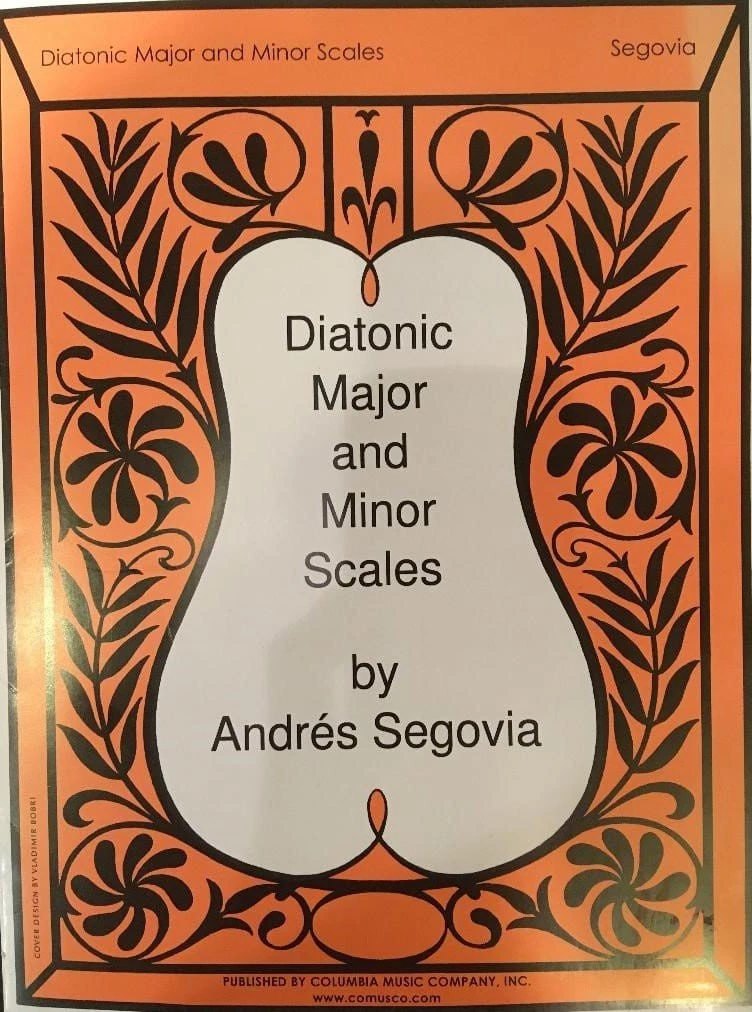 Diatonic Major and Minor Scales
Segovia
Diatonic
Major
and
Minor
Scales
by
Andrés Segovia
COVER DESIGN BY VLADIMIR BOBRI
PUBLISHED BY COLUMBIA MUSIC COMPANY, INC.
www.comusco.com